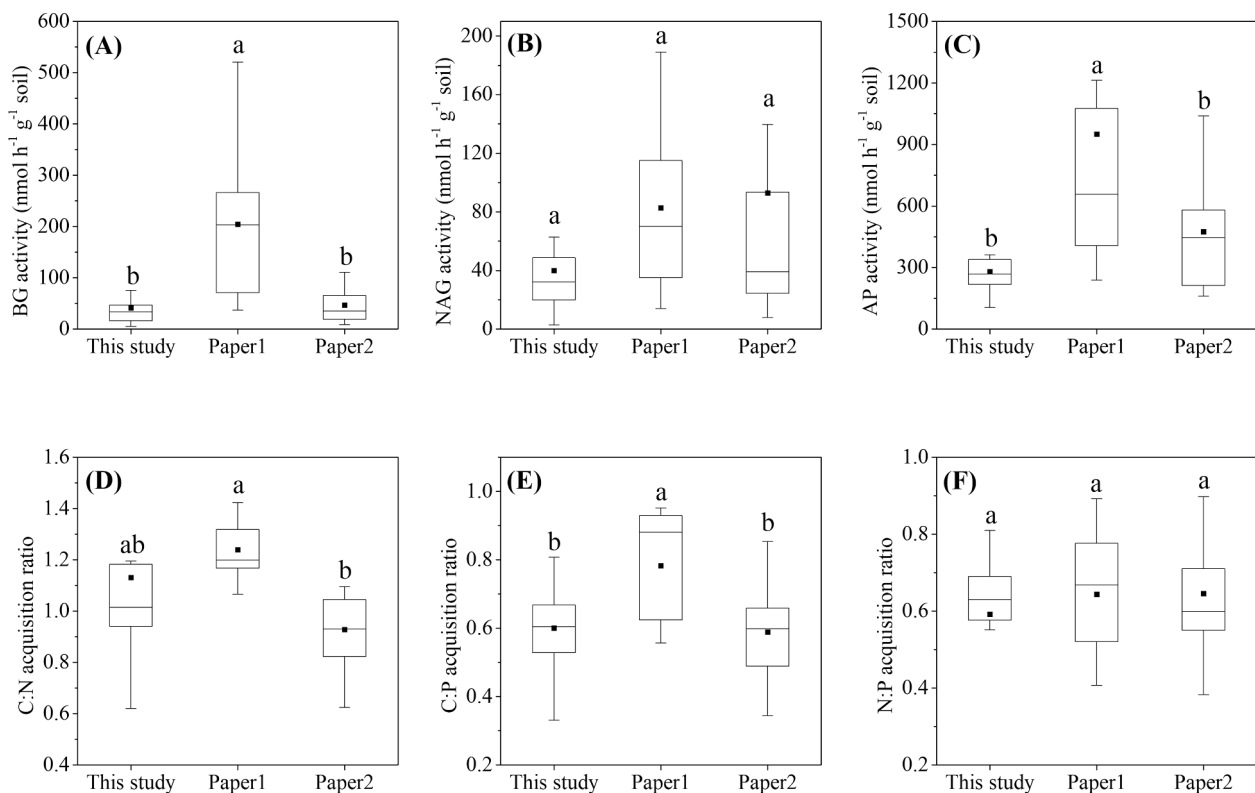 (A)
BG activity (nmol h⁻¹ g⁻¹ soil)
600
500
400
300
200
100
0
b
a
b
This study Paper1 Paper2
(B)
NAG activity (nmol h⁻¹ g⁻¹ soil)
200
160
120
80
40
0
a
a
a
This study Paper1 Paper2
(C)
AP activity (nmol h⁻¹ g⁻¹ soil)
1500
1200
900
600
300
0
b
a
b
This study Paper1 Paper2
(D)
C:N acquisition ratio
1.6
1.4
1.2
1.0
0.8
0.6
0.4
ab
a
b
This study Paper1 Paper2
(E)
C:P acquisition ratio
1.0
0.8
0.6
0.4
0.2
b
a
b
This study Paper1 Paper2
(F)
N:P acquisition ratio
1.0
0.8
0.6
0.4
0.2
a
a
a
This study Paper1 Paper2